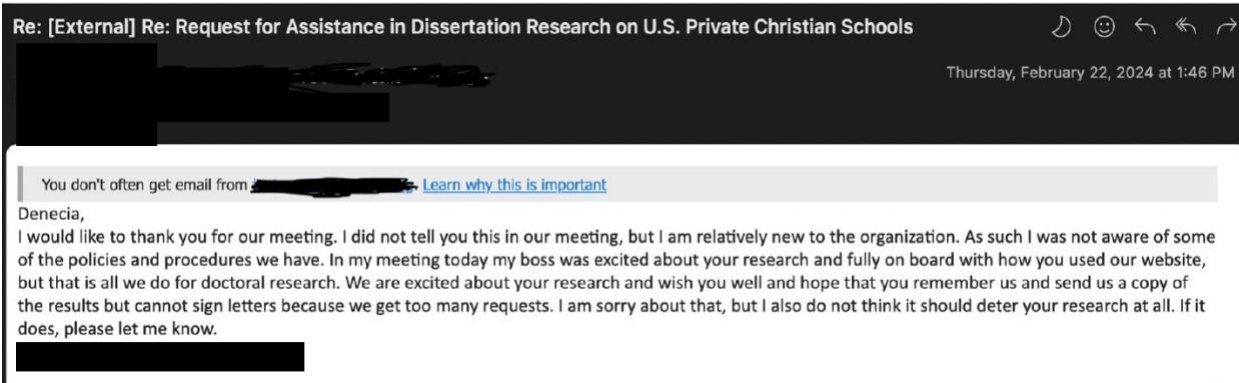 Re: [External] Re: Request for Assistance in Dissertation Research on U.S. Private Christian Schools
Thursday, February 22, 2024 at 1:46 PM
You don't often get email from Learn why this is important
Denecia,
I would like to thank you for our meeting. I did not tell you this in our meeting, but I am relatively new to the organization. As such I was not aware of some
of the policies and procedures we have. In my meeting today my boss was excited about your research and fully on board with how you used our website,
but that is all we do for doctoral research. We are excited about your research and wish you well and hope that you remember us and send us a copy of
the results but cannot sign letters because we get too many requests. I am sorry about that, but I also do not think it should deter your research at all. If it
does, please let me know.